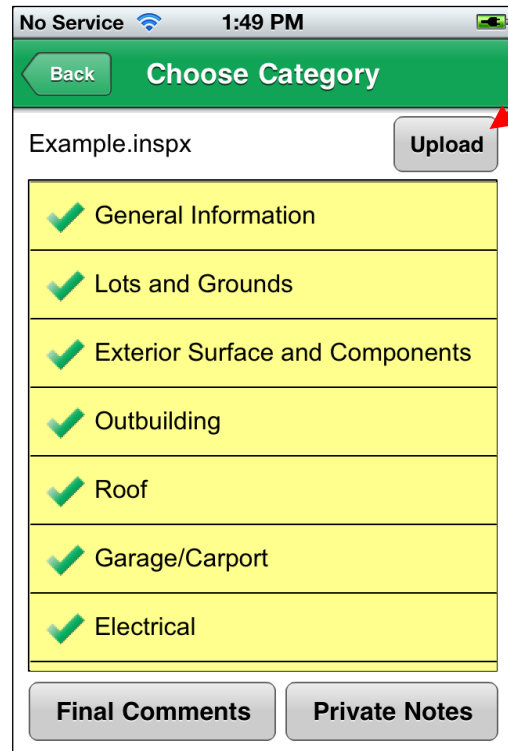 No Service 1:49 PM
Back Choose Category
Example.inspx Upload
General Information
Lots and Grounds
Exterior Surface and Components
Outbuilding
Roof
Garage/Carport
Electrical
Final Comments Private Notes